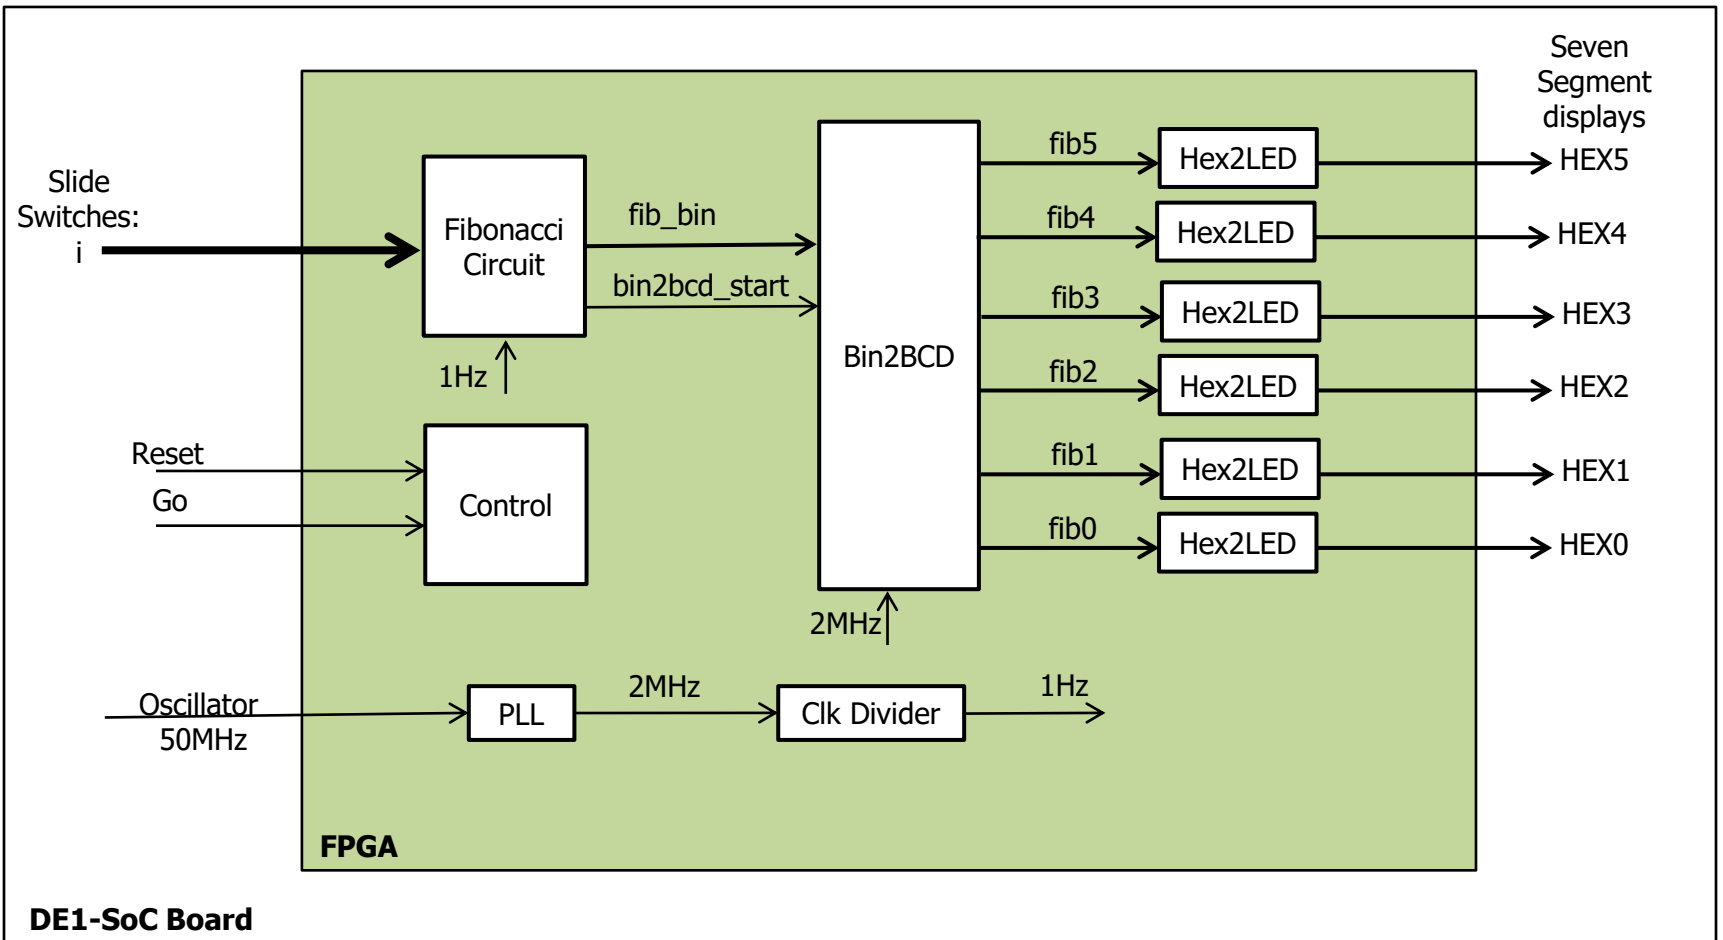 Seven
Segment
displays
Slide
Switches:
i
Fibonacci
Circuit
1Hz
fib_bin
bin2bcd_start
Bin2BCD
2MHz
fib5
Hex2LED
HEX5
fib4
Hex2LED
HEX4
fib3
Hex2LED
HEX3
fib2
Hex2LED
HEX2
fib1
Hex2LED
HEX1
fib0
Hex2LED
HEX0
Reset
Go
Control
Oscillator
50MHz
PLL
2MHz
Clk Divider
1Hz
FPGA
DE1-SoC Board